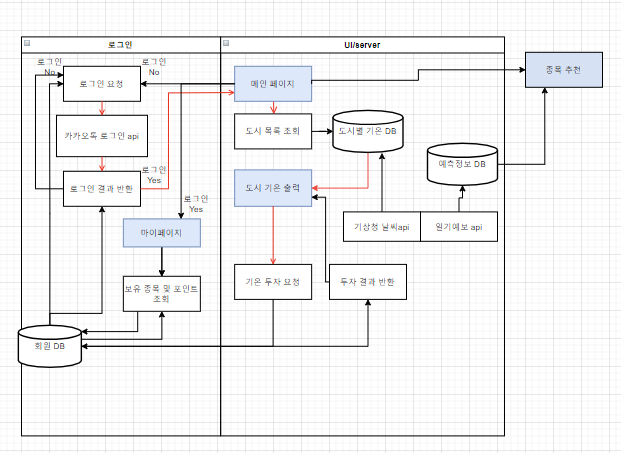 로그인
UI/server
로그인
No
로그인
No
로그인 요청
메인 페이지
종목 추천
카카오톡 로그인 api
도시 목록 조회
도시별 기온 DB
로그인
Yes
예측정보 DB
로그인 결과 반환
도시 기온 출력
로그인
Yes
마이페이지
기상청 날씨api
일기예보 api
보유 종목 및 포인트
조회
기온 투자 요청
투자 결과 반환
회원 DB